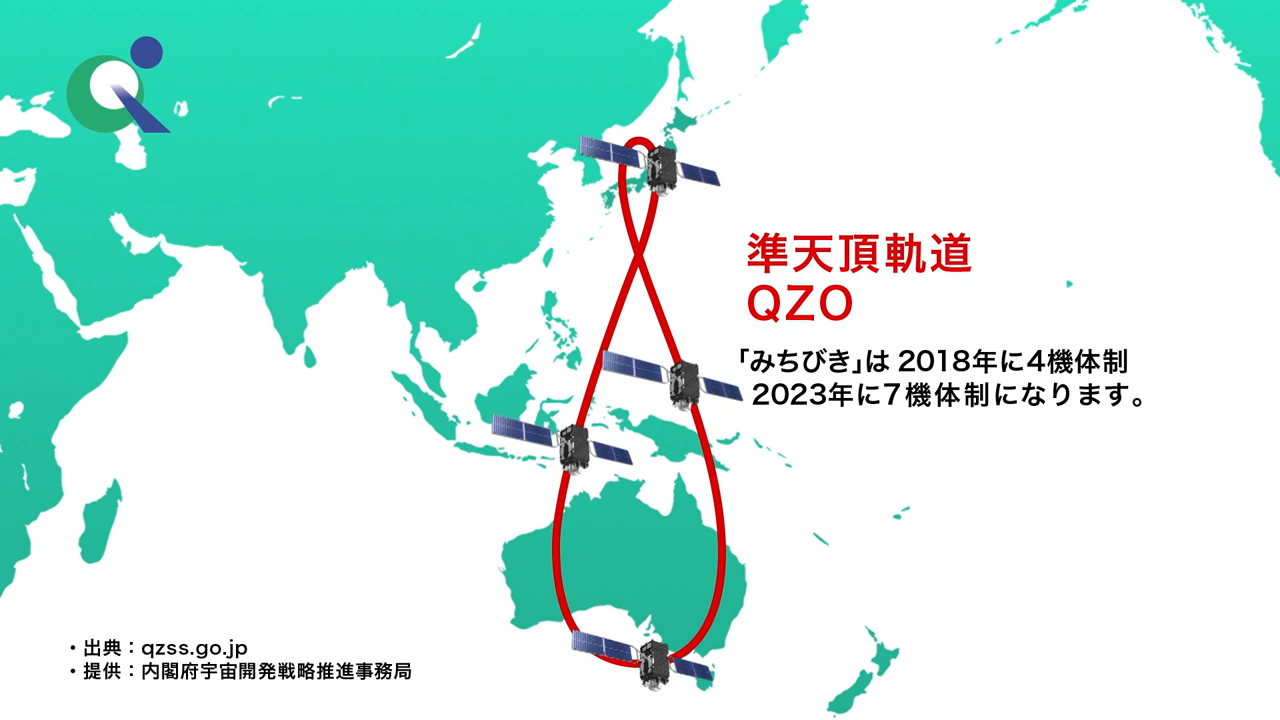 準天頂軌道
QZO
「みちびき」は 2018年に4機体制
2023年に7機体制になります。
・出典：qzss.go.jp
・提供：内閣府宇宙開発戦略推進事務局